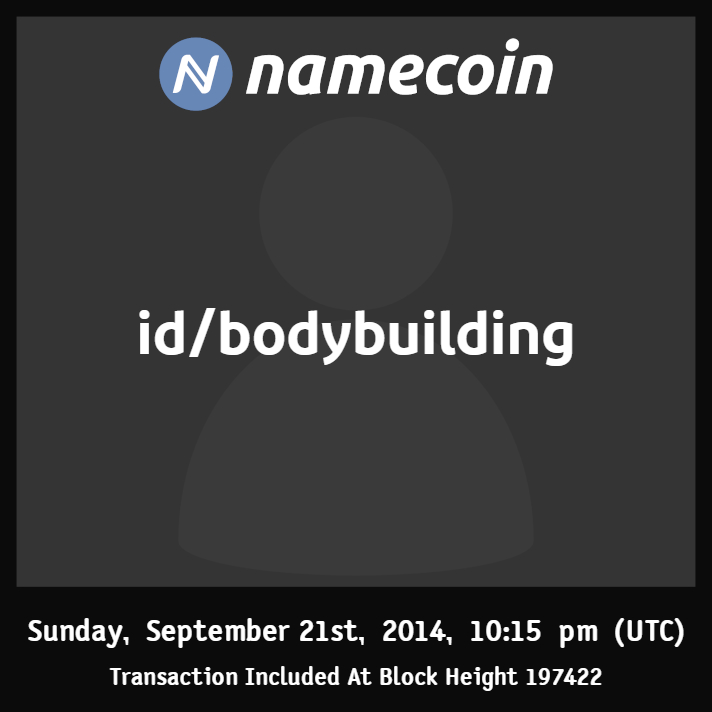 namecoin
id/bodybuilding
Sunday, September 21st, 2014, 10:15 pm (UTC)
Transaction Included At Block Height 197422